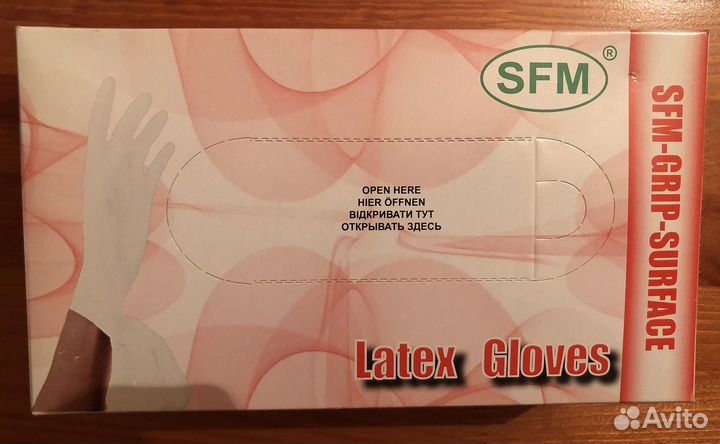 SFM®
OPEN HERE
HIER ÖFFNEN
ВІДКРИВАТИ ТУТ
ОТКРЫВАТЬ ЗДЕСЬ
Latex Gloves
SFM-GRIP-SURFACE
Avito